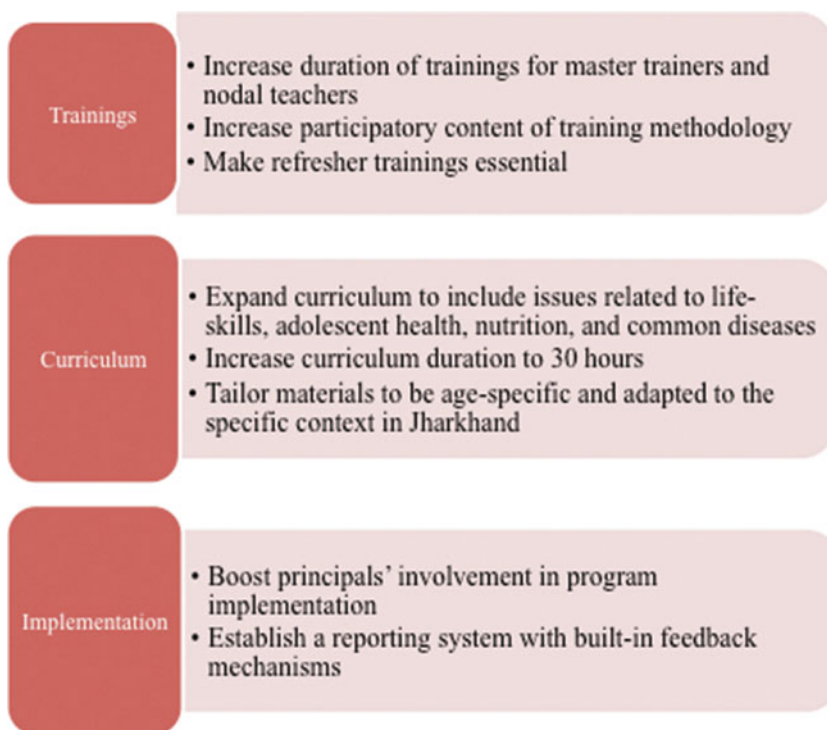 Trainings
• Increase duration of trainings for master trainers and
nodal teachers
• Increase participatory content of training methodology
• Make refresher trainings essential
Curriculum
• Expand curriculum to include issues related to life-
skills, adolescent health, nutrition, and common diseases
• Increase curriculum duration to 30 hours
• Tailor materials to be age-specific and adapted to the
specific context in Jharkhand
Implementation
• Boost principals’ involvement in program
implementation
• Establish a reporting system with built-in feedback
mechanisms